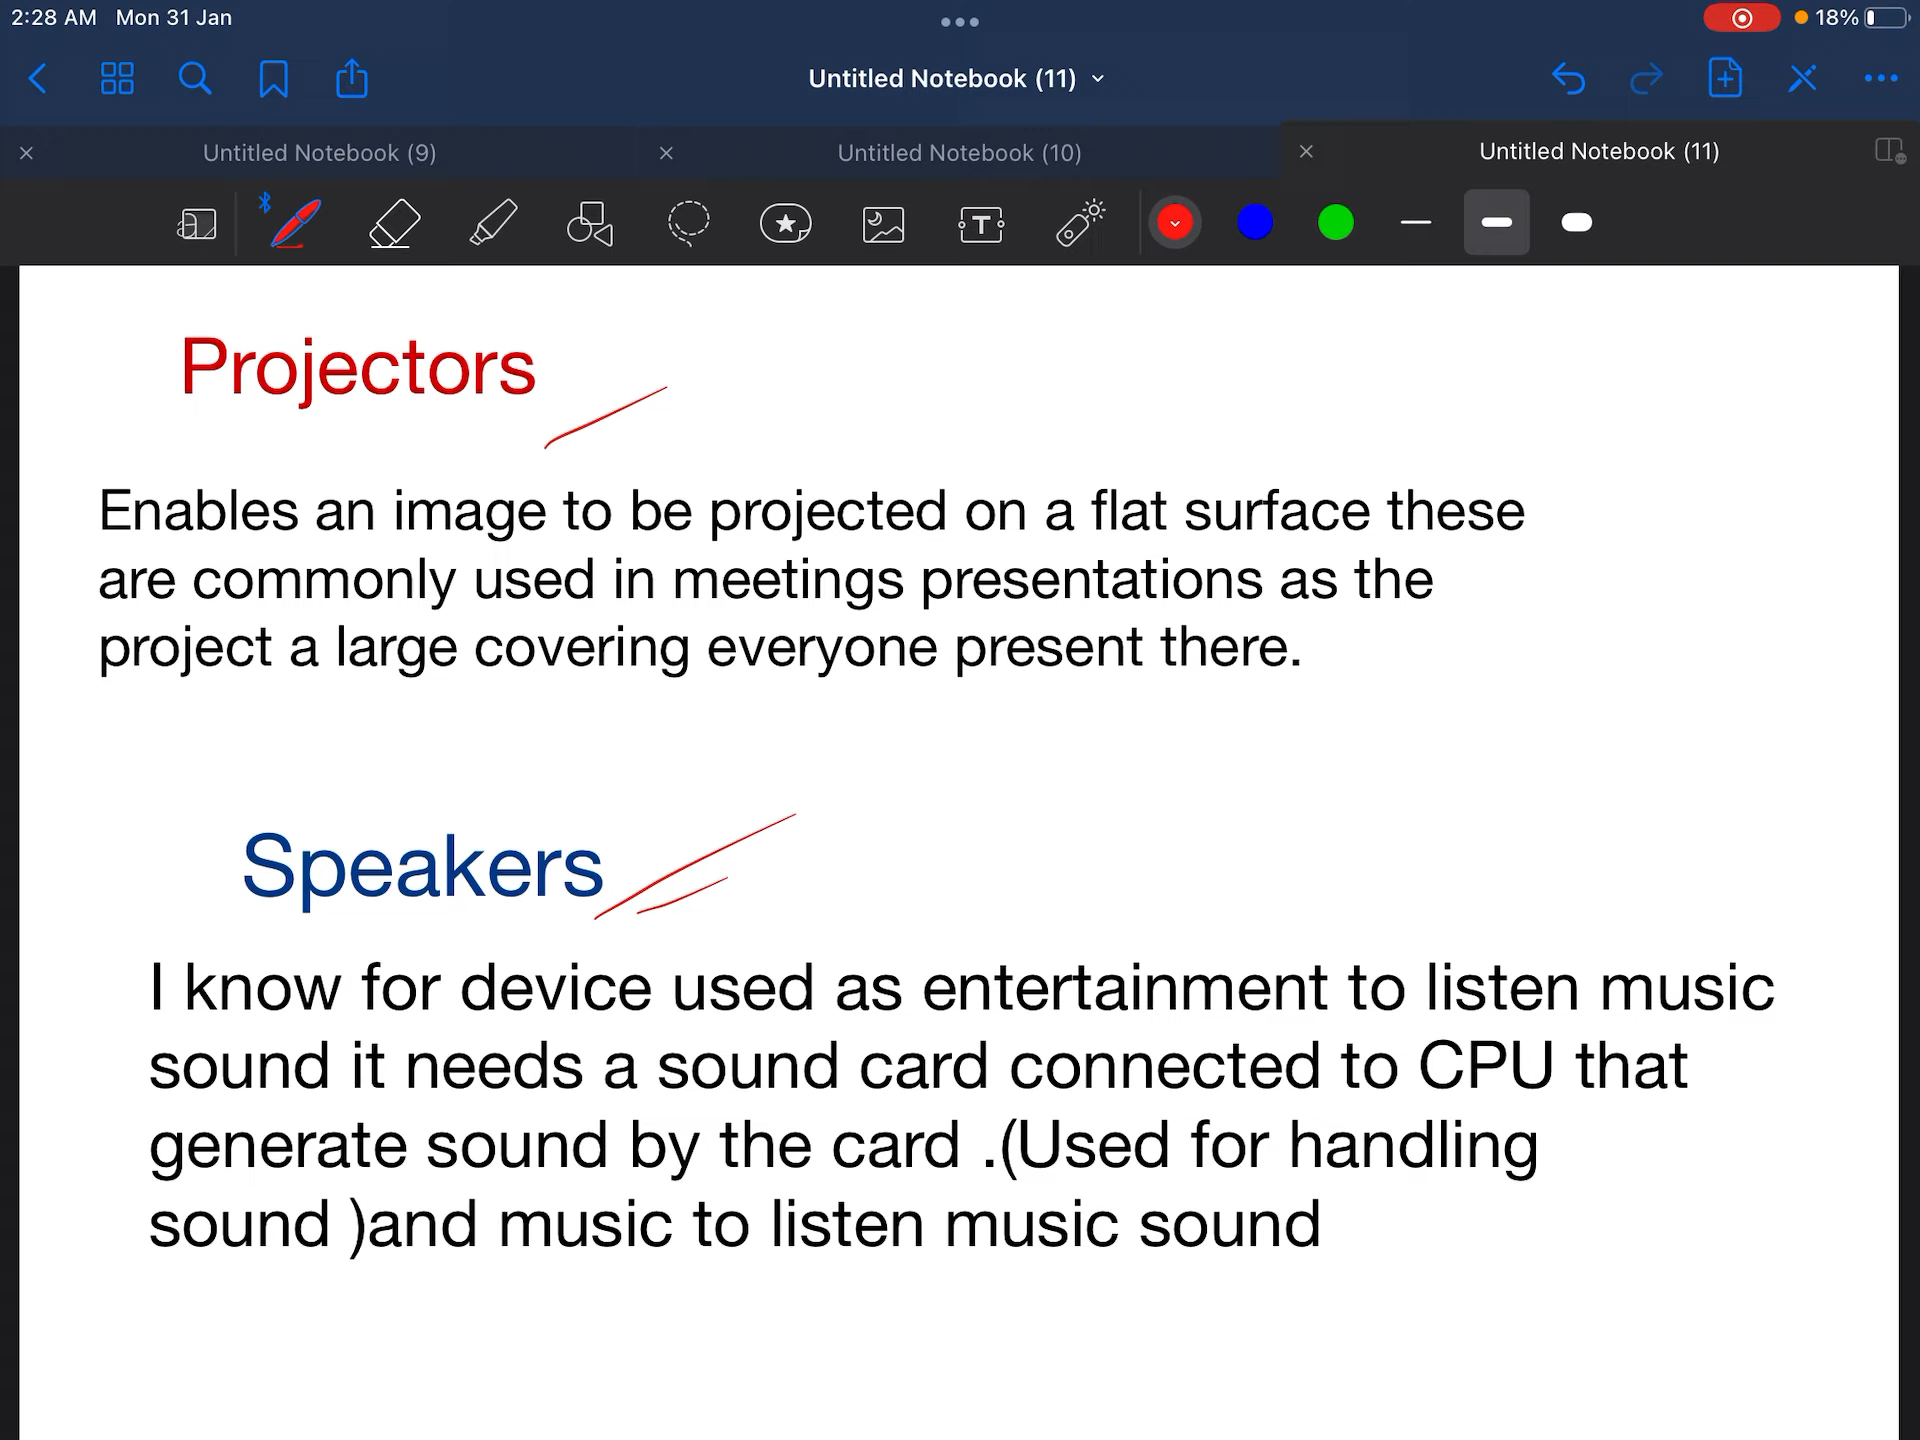 2:28 AM Mon 31 Jan
18%
Untitled Notebook (11)
Untitled Notebook (9)
Untitled Notebook (10)
Untitled Notebook (11)
Projectors
Enables an image to be projected on a flat surface these
are commonly used in meetings presentations as the
project a large covering everyone present there.
Speakers
I know for device used as entertainment to listen music
sound it needs a sound card connected to CPU that
generate sound by the card .(Used for handling
sound )and music to listen music sound